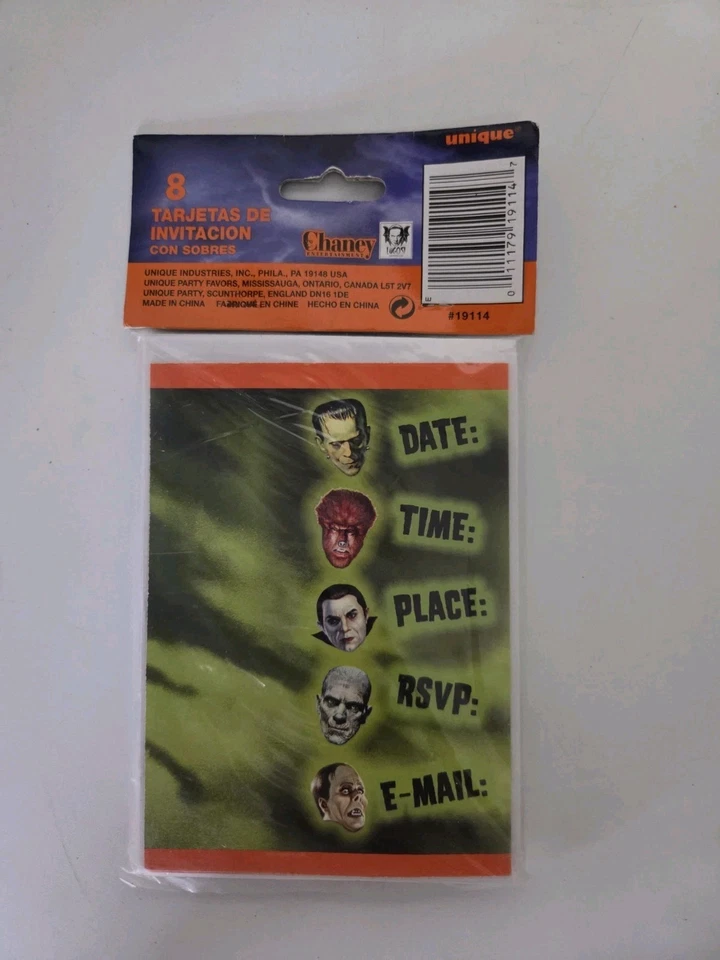 unique
8
TARJETAS DE
INVITACION
CON SOBRES
Chaney
ENTERTAINMENT
LUGOSI
UNIQUE INDUSTRIES, INC., PHILA., PA 19148 USA
UNIQUE PARTY FAVORS, MISSISSAUGA, ONTARIO, CANADA L5T 2V7
UNIQUE PARTY, SCUNTHORPE, ENGLAND DN16 1DE
MADE IN CHINA FABRIQUÉ EN CHINE HECHO EN CHINA
0 11179 19114 7
E
#19114
DATE:
TIME:
PLACE:
RSVP:
E-MAIL: